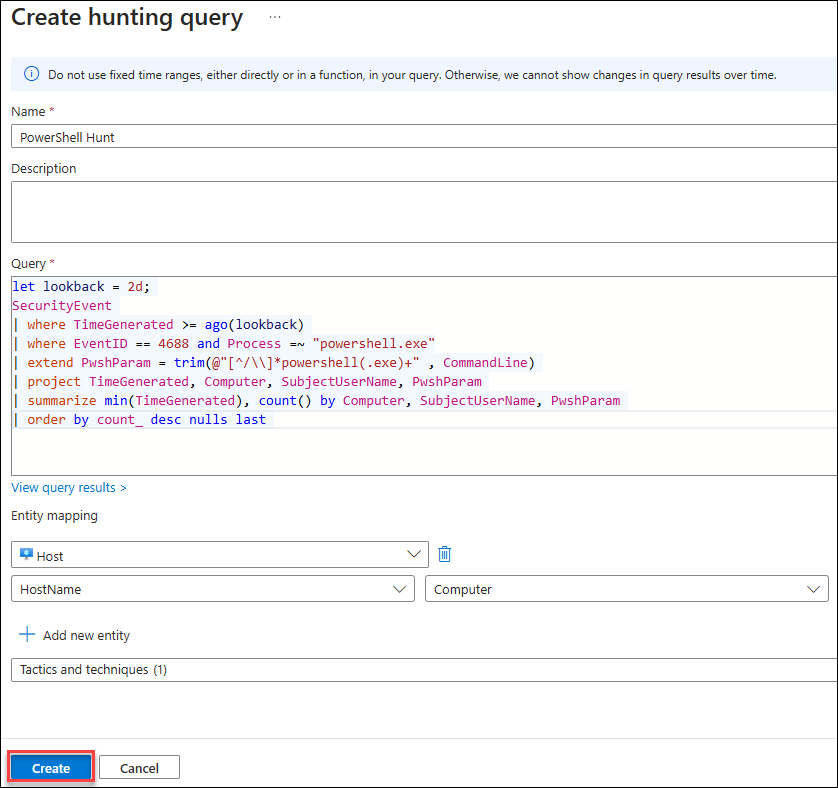 Create hunting query ...
Do not use fixed time ranges, either directly or in a function, in your query. Otherwise, we cannot show changes in query results over time.
Name *
PowerShell Hunt
Description
Query *
let lookback = 2d;
SecurityEvent
| where TimeGenerated >= ago(lookback)
| where EventID == 4688 and Process =~ "powershell.exe"
| extend PwshParam = trim(@"[^/\\]*powershell(.exe)+" , CommandLine)
| project TimeGenerated, Computer, SubjectUserName, PwshParam
| summarize min(TimeGenerated), count() by Computer, SubjectUserName, PwshParam
| order by count_ desc nulls last
View query results >
Entity mapping
Host
HostName Computer
+ Add new entity
Tactics and techniques (1)
Create Cancel